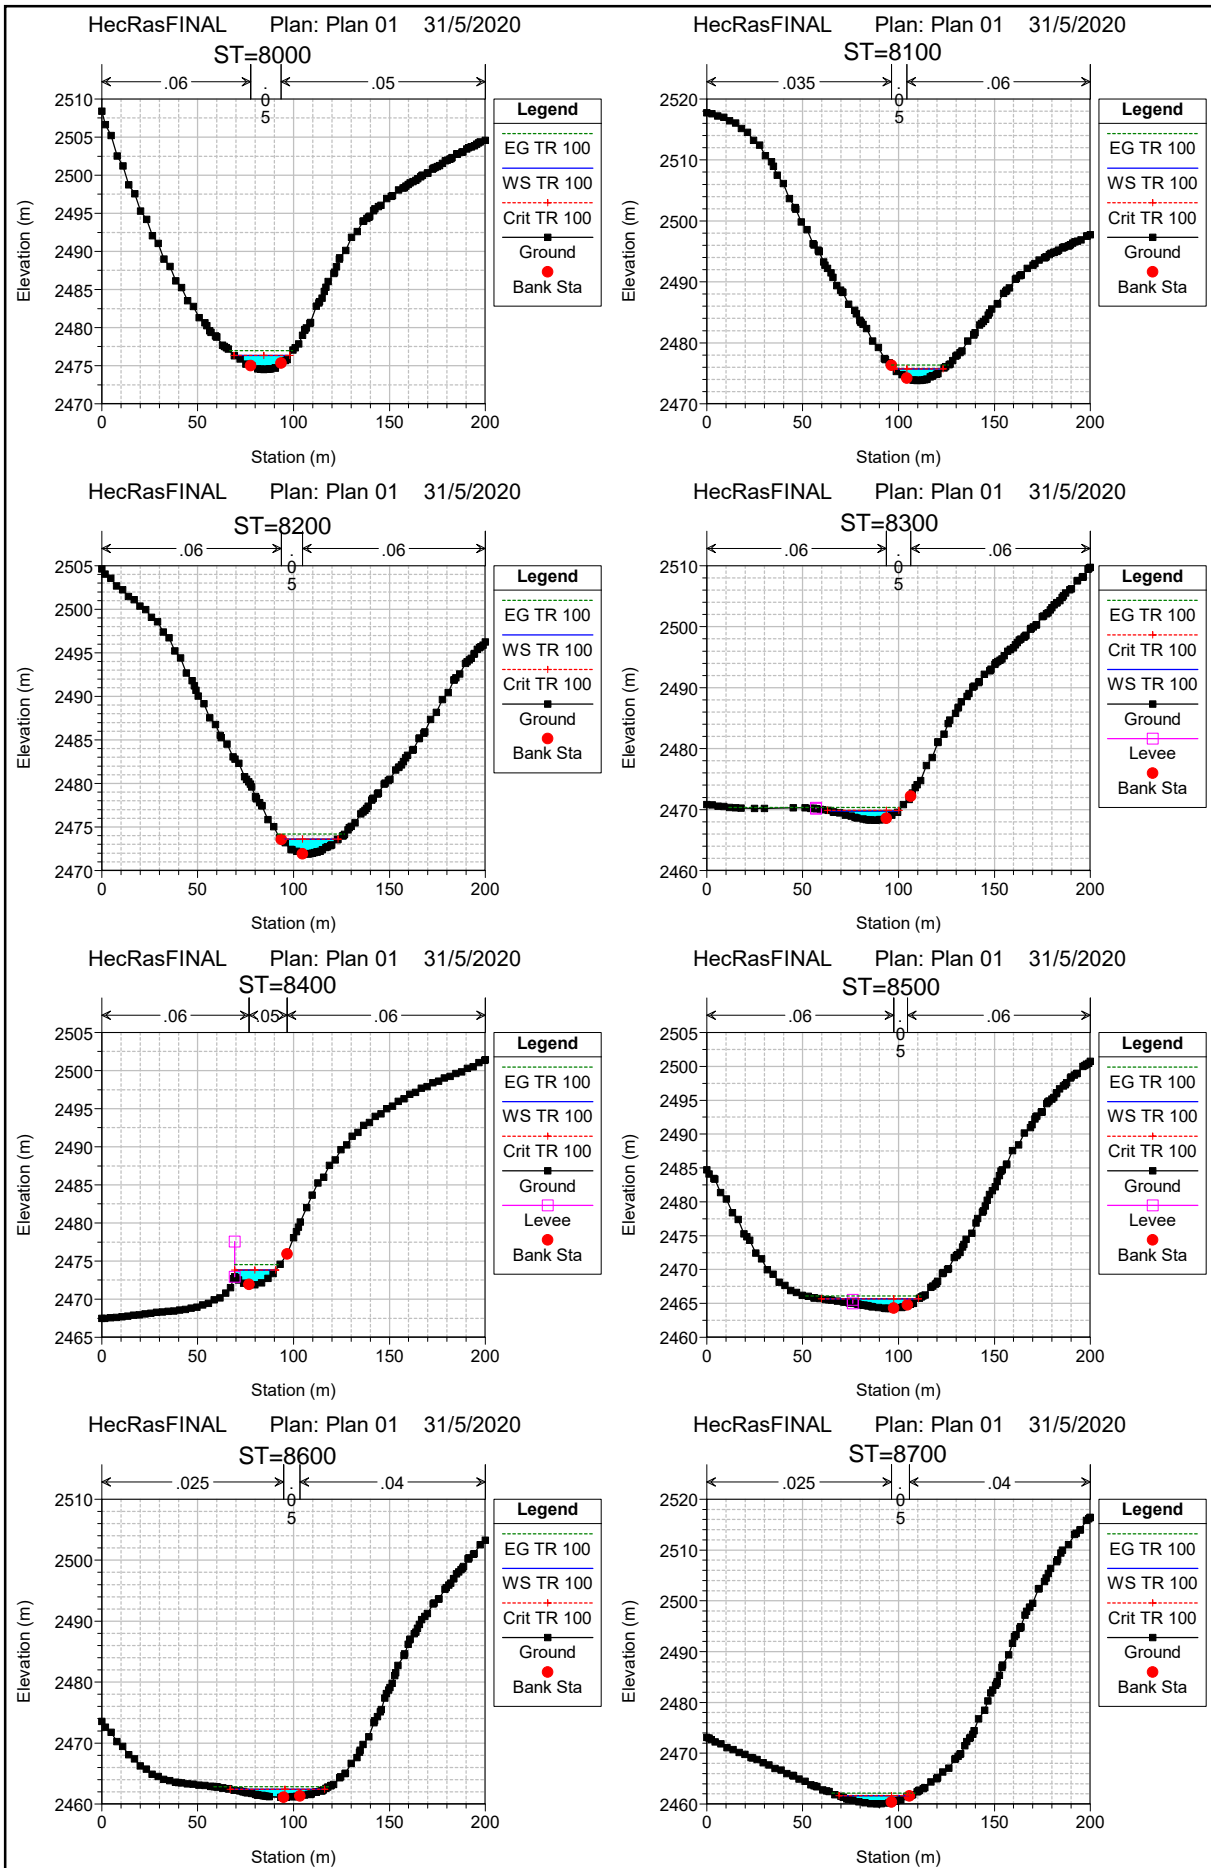 HecRasFINAL Plan: Plan 01 31/5/2020
ST=8000
.06 .05 .05
Legend
EG TR 100
WS TR 100
Crit TR 100
Ground
Bank Sta
Elevation (m)
2510
2505
2500
2495
2490
2485
2480
2475
2470
0 50 100 150 200
Station (m)
HecRasFINAL Plan: Plan 01 31/5/2020
ST=8100
.035 .05 .06
Legend
EG TR 100
WS TR 100
Crit TR 100
Ground
Bank Sta
Elevation (m)
2520
2510
2500
2490
2480
2470
0 50 100 150 200
Station (m)
HecRasFINAL Plan: Plan 01 31/5/2020
ST=8200
.06 .05 .06
Legend
EG TR 100
WS TR 100
Crit TR 100
Ground
Bank Sta
Elevation (m)
2505
2500
2495
2490
2485
2480
2475
2470
0 50 100 150 200
Station (m)
HecRasFINAL Plan: Plan 01 31/5/2020
ST=8300
.06 .05 .06
Legend
EG TR 100
Crit TR 100
WS TR 100
Ground
Levee
Bank Sta
Elevation (m)
2510
2500
2490
2480
2470
2460
0 50 100 150 200
Station (m)
HecRasFINAL Plan: Plan 01 31/5/2020
ST=8400
.06 .05 .06
Legend
EG TR 100
WS TR 100
Crit TR 100
Ground
Levee
Bank Sta
Elevation (m)
2505
2500
2495
2490
2485
2480
2475
2470
2465
0 50 100 150 200
Station (m)
HecRasFINAL Plan: Plan 01 31/5/2020
ST=8500
.06 .05 .06
Legend
EG TR 100
WS TR 100
Crit TR 100
Ground
Levee
Bank Sta
Elevation (m)
2505
2500
2495
2490
2485
2480
2475
2470
2465
2460
0 50 100 150 200
Station (m)
HecRasFINAL Plan: Plan 01 31/5/2020
ST=8600
.025 .05 .04
Legend
EG TR 100
WS TR 100
Crit TR 100
Ground
Bank Sta
Elevation (m)
2510
2500
2490
2480
2470
2460
0 50 100 150 200
Station (m)
HecRasFINAL Plan: Plan 01 31/5/2020
ST=8700
.025 .05 .04
Legend
EG TR 100
WS TR 100
Crit TR 100
Ground
Bank Sta
Elevation (m)
2520
2510
2500
2490
2480
2470
2460
0 50 100 150 200
Station (m)